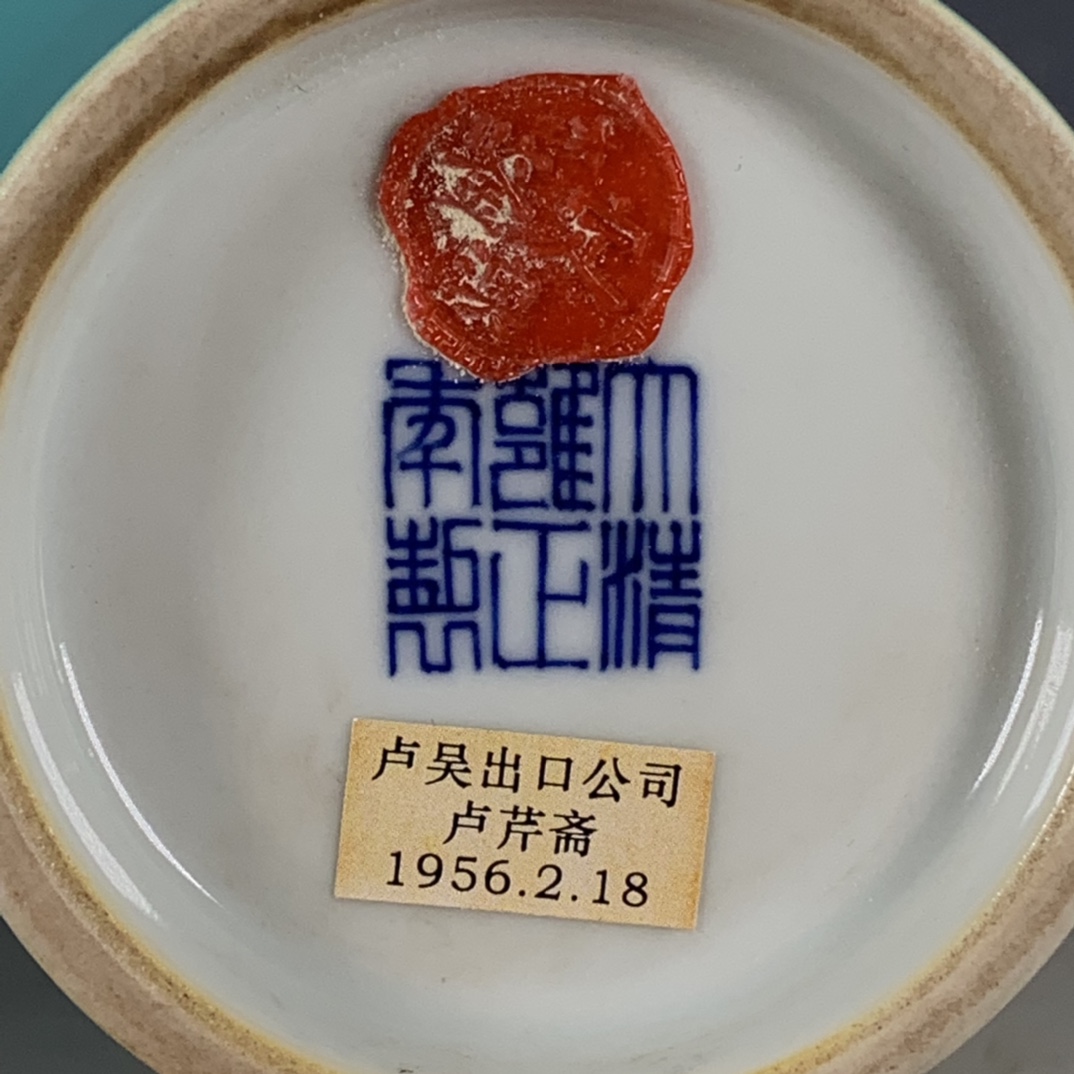 大清
雍正
年製
卢吴出口公司
卢芹斋
1956.2.18